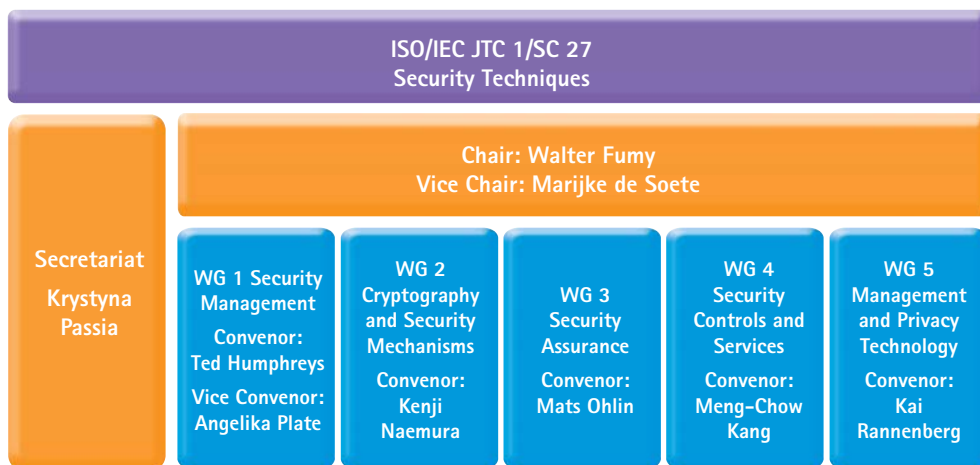 ISO/IEC JTC 1/SC 27
Security Techniques
Secretariat
Krystyna
Passia
Chair: Walter Fumy
Vice Chair: Marijke de Soete
WG 1 Security
Management
Convenor:
Ted Humphreys
Vice Convenor:
Angelika Plate
WG 2
Cryptography
and Security
Mechanisms
Convenor:
Kenji
Naemura
WG 3
Security
Assurance
Convenor:
Mats Ohlin
WG 4
Security
Controls and
Services
Convenor:
Meng-Chow
Kang
WG 5
Management
and Privacy
Technology
Convenor:
Kai
Rannenberg